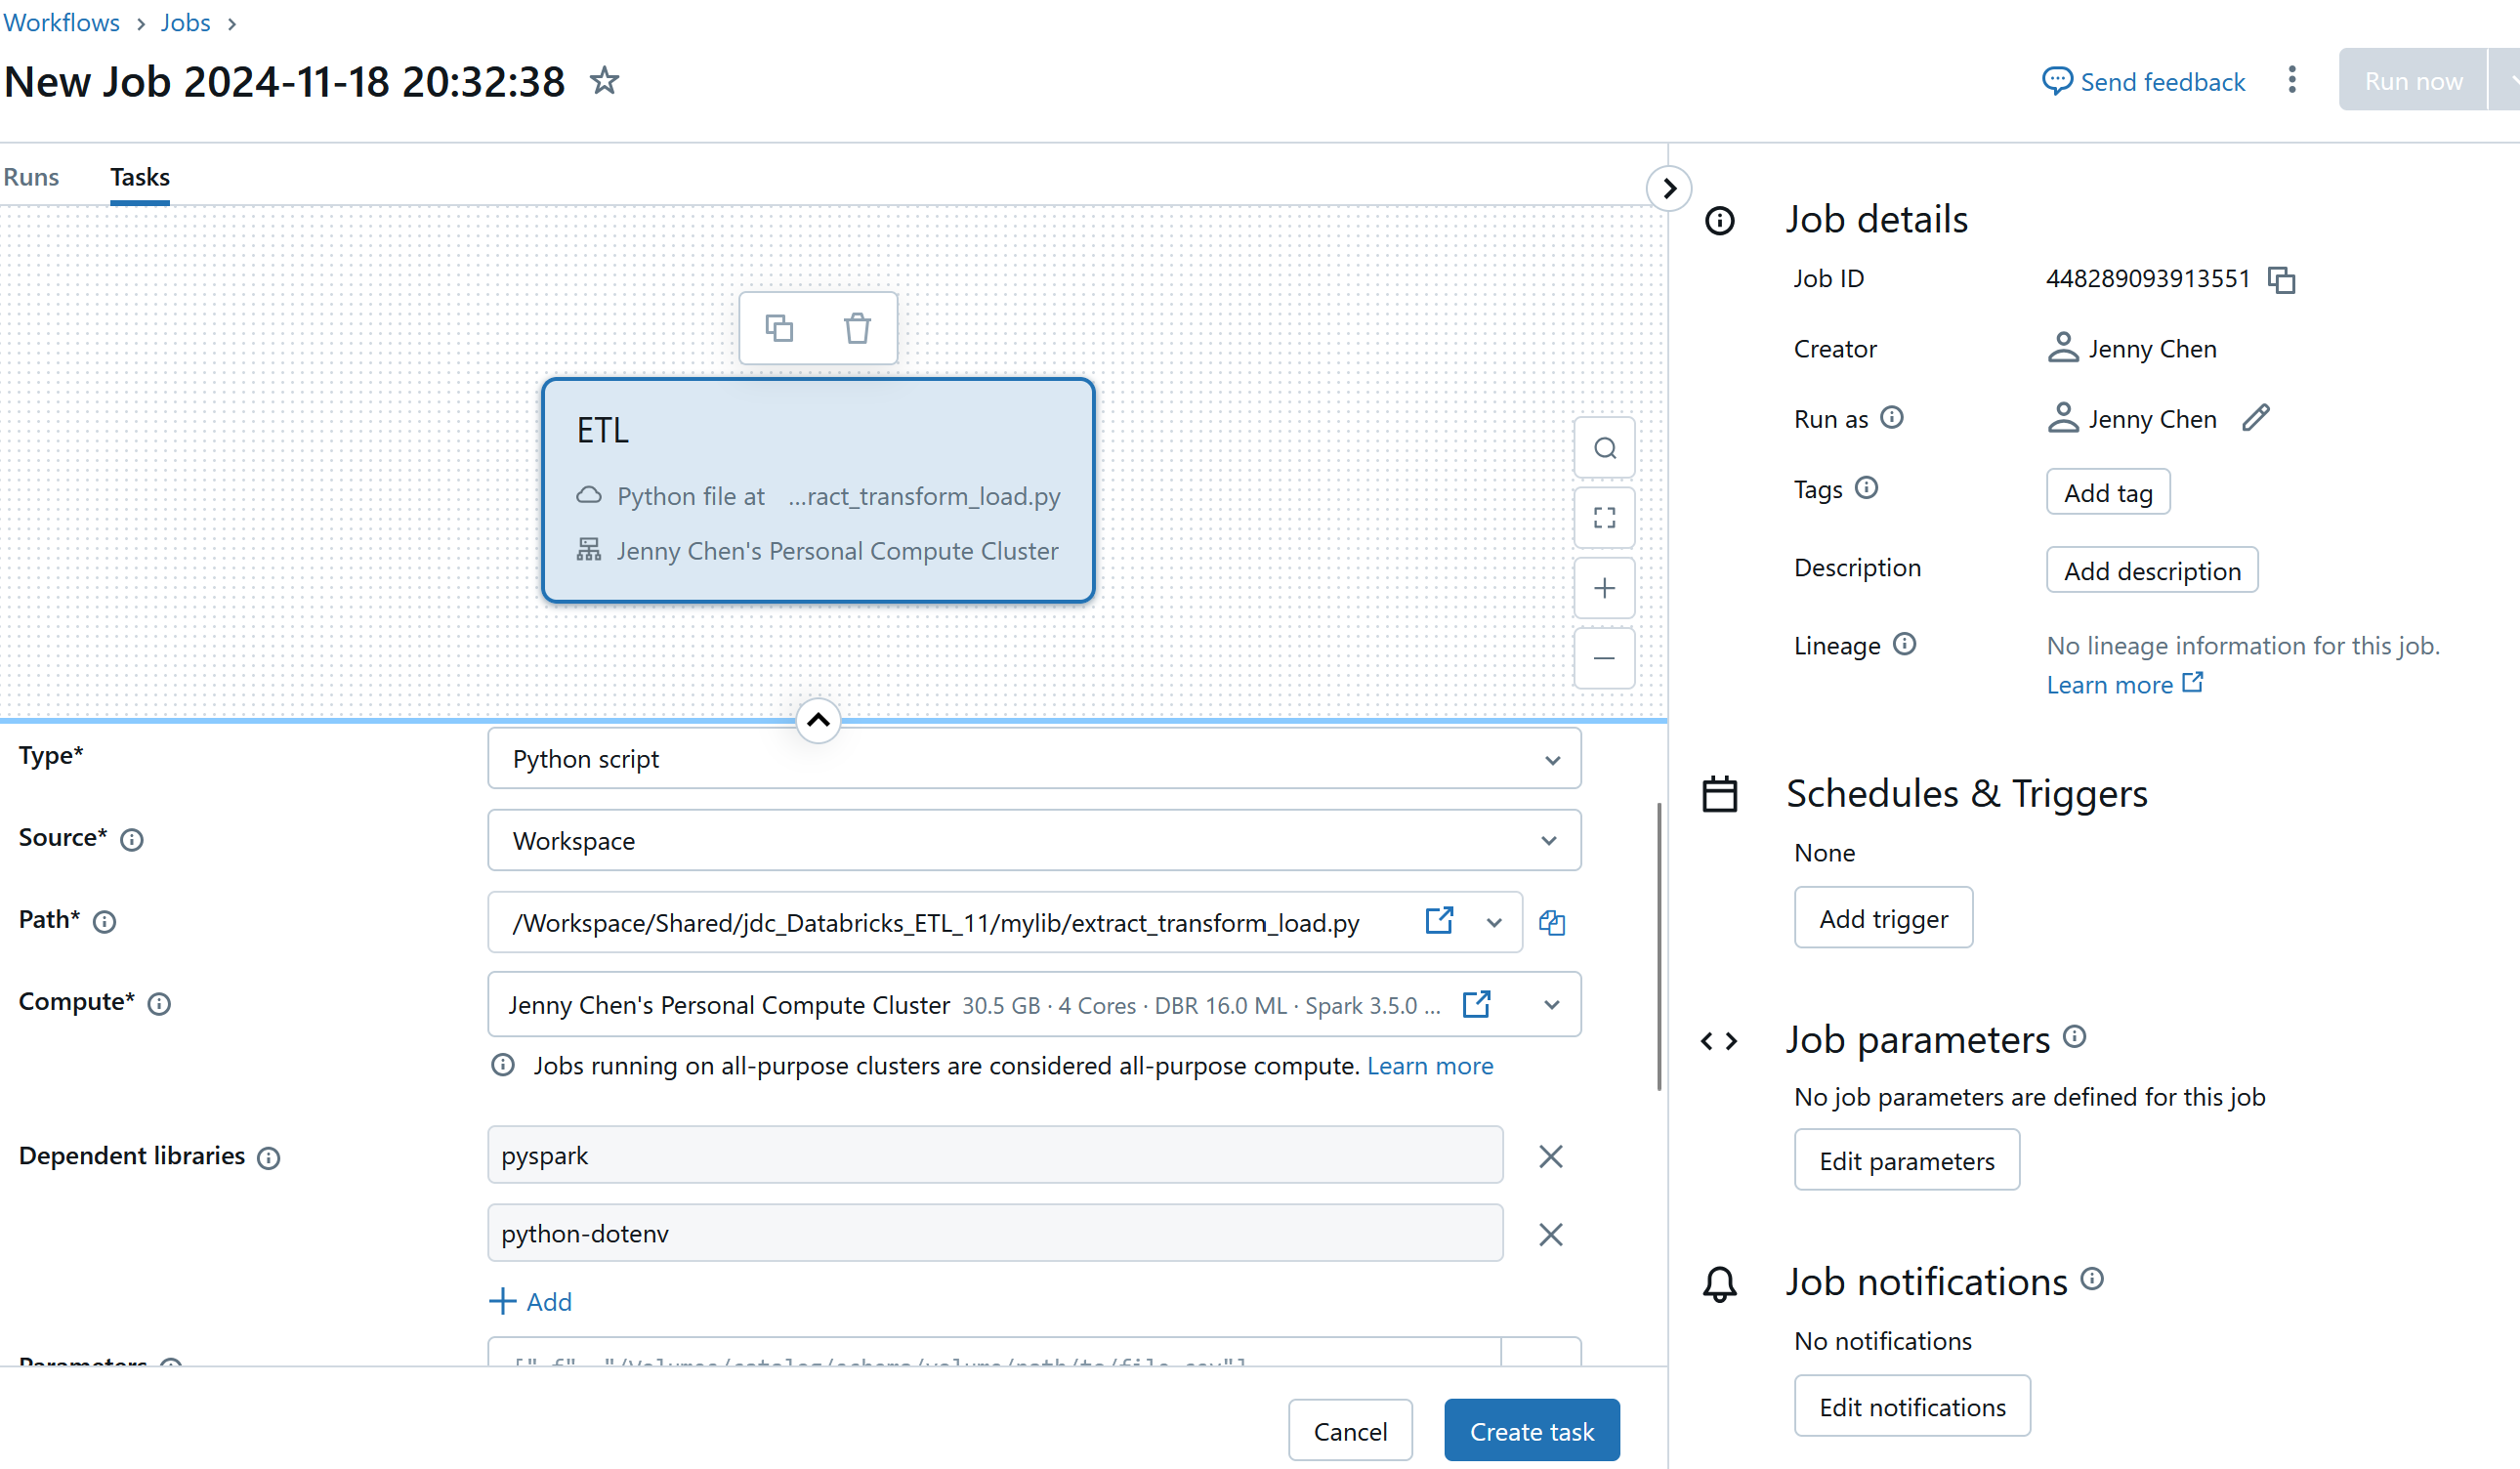 Workflows > Jobs >
New Job 2024-11-18 20:32:38
Send feedback
Run now
Runs Tasks
ETL
Python file at ...ract_transform_load.py
Jenny Chen's Personal Compute Cluster
Type* Python script
Source* Workspace
Path* /Workspace/Shared/jdc_Databricks_ETL_11/mylib/extract_transform_load.py
Compute* Jenny Chen's Personal Compute Cluster 30.5 GB · 4 Cores · DBR 16.0 ML · Spark 3.5.0 ...
Jobs running on all-purpose clusters are considered all-purpose compute. Learn more
Dependent libraries pyspark
python-dotenv
+ Add
Parameters
Cancel Create task
Job details
Job ID 448289093913551
Creator Jenny Chen
Run as Jenny Chen
Tags Add tag
Description Add description
Lineage No lineage information for this job.
Learn more
Schedules & Triggers
None
Add trigger
Job parameters
No job parameters are defined for this job
Edit parameters
Job notifications
No notifications
Edit notifications